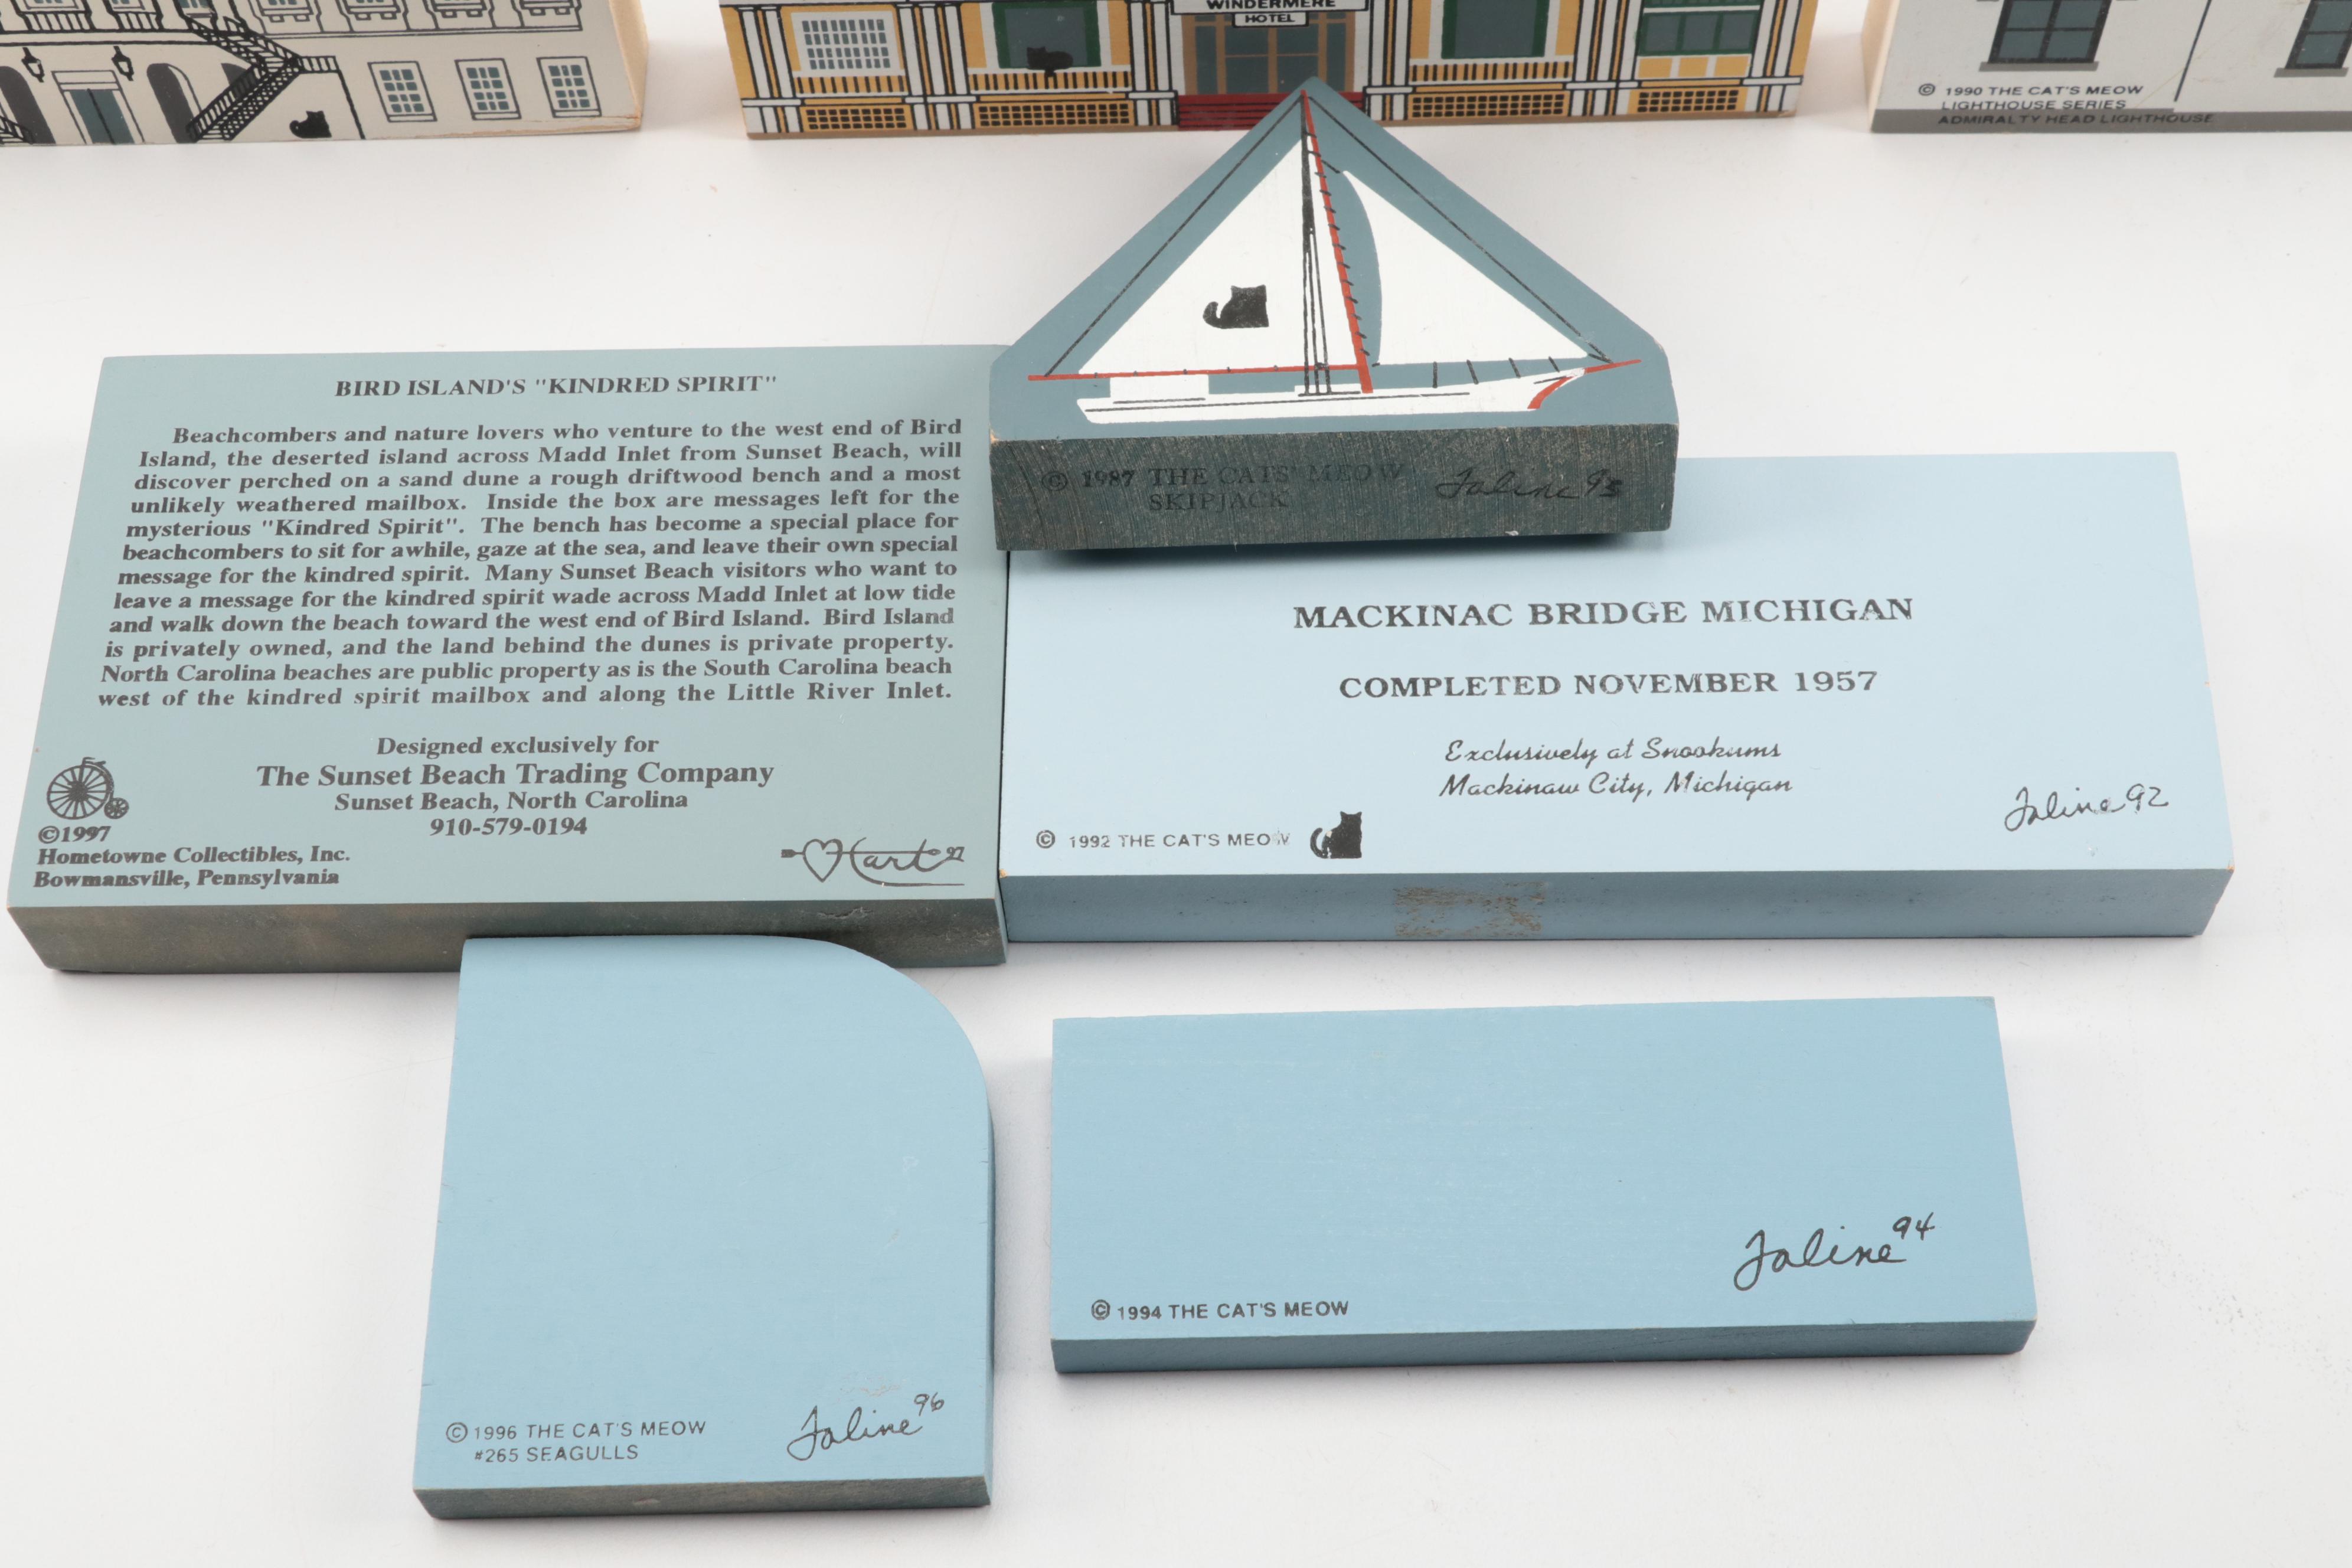 WINDERMERE
HOTEL
© 1990 THE CAT'S MEOW
LIGHTHOUSE SERIES
ADMIRALTY HEAD LIGHTHOUSE
© 1987 THE CATS' MEOW
SKIPJACK
Faline
BIRD ISLAND'S "KINDRED SPIRIT"
Beachcombers and nature lovers who venture to the west end of Bird
Island, the deserted island across Madd Inlet from Sunset Beach, will
discover perched on a sand dune a rough driftwood bench and a most
unlikely weathered mailbox. Inside the box are messages left for the
mysterious "Kindred Spirit". The bench has become a special place for
beachcombers to sit for awhile, gaze at the sea, and leave their own special
message for the kindred spirit. Many Sunset Beach visitors who want to
leave a message for the kindred spirit wade across Madd Inlet at low tide
and walk down the beach toward the west end of Bird Island. Bird Island
is privately owned, and the land behind the dunes is private property.
North Carolina beaches are public property as is the South Carolina beach
west of the kindred spirit mailbox and along the Little River Inlet.
Designed exclusively for
The Sunset Beach Trading Company
Sunset Beach, North Carolina
910-579-0194
©1997
Hometowne Collectibles, Inc.
Bowmansville, Pennsylvania
Hart 97
MACKINAC BRIDGE MICHIGAN
COMPLETED NOVEMBER 1957
Exclusively at Snookums
Mackinaw City, Michigan
© 1992 THE CAT'S MEOW
Faline 92
© 1996 THE CAT'S MEOW
#265 SEAGULLS
Faline 96
© 1994 THE CAT'S MEOW
Faline 94